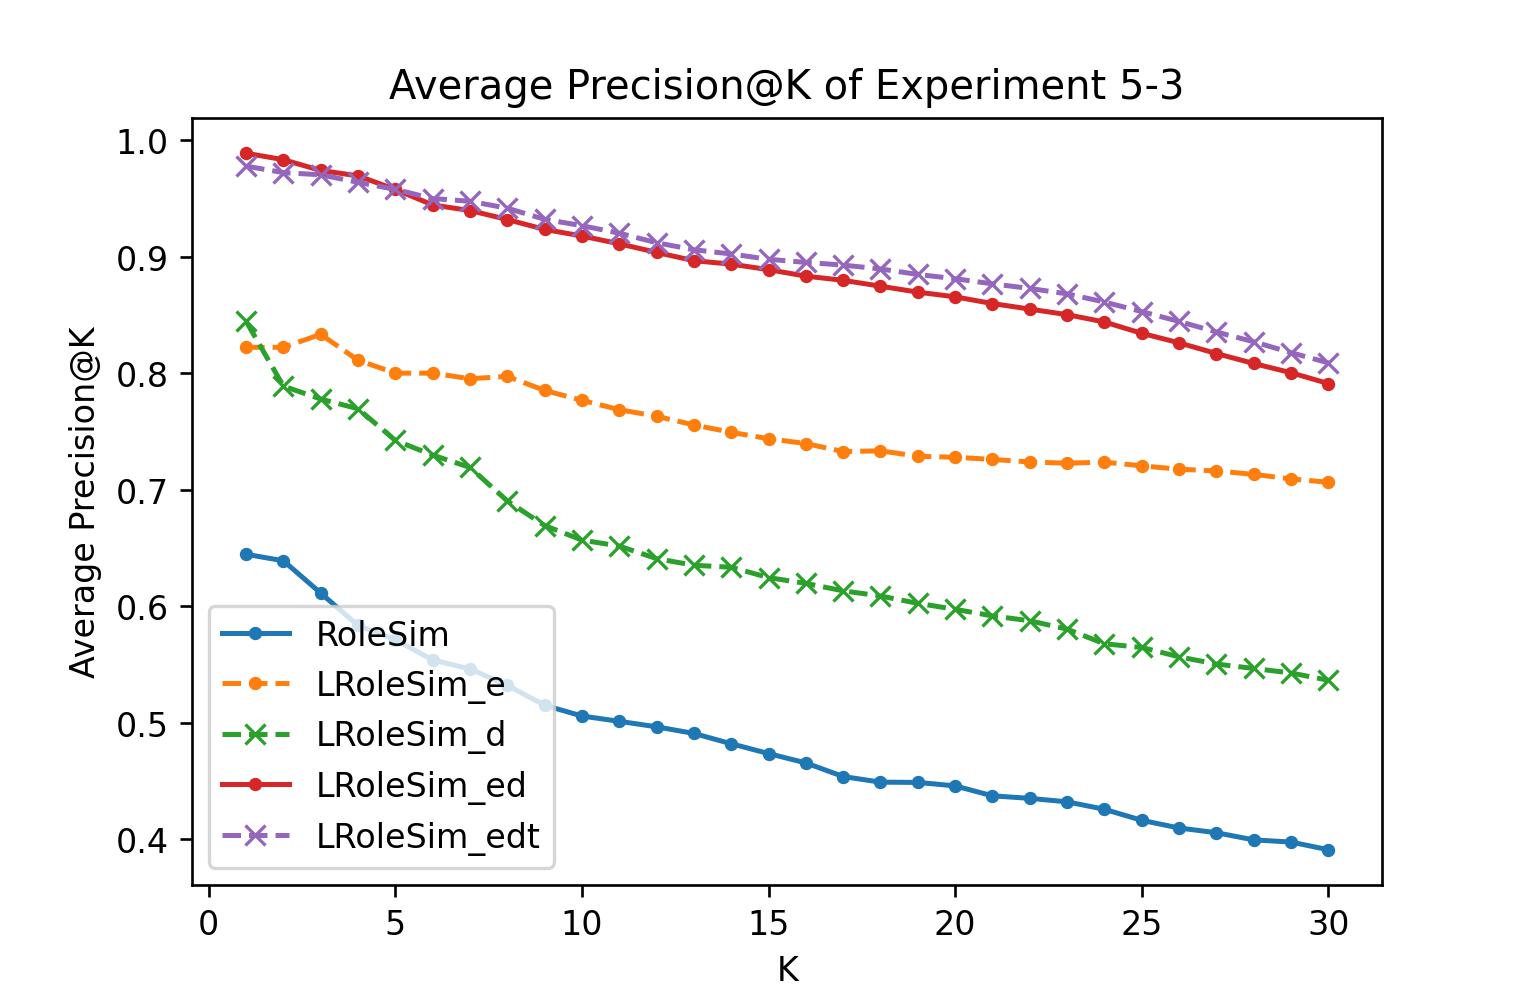 Average Precision@K of Experiment 5-3
Average Precision@K
1.0
0.9
0.8
0.7
0.6
0.5
0.4
RoleSim
LRoleSim_e
LRoleSim_d
LRoleSim_ed
LRoleSim_edt
0 5 10 15 20 25 30
K